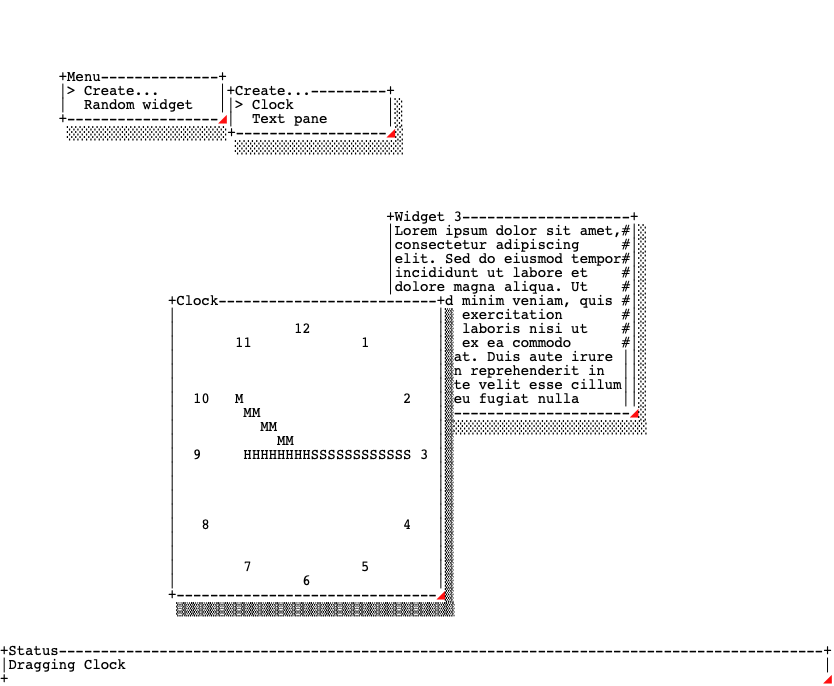 +Menu--------------+
|> Create... |+Create...---------+
| Random widget ||> Clock |
+------------------ | Text pane |
+------------------
+Widget 3--------------------+
|Lorem ipsum dolor sit amet,#|
|consectetur adipiscing #|
|elit. Sed do eiusmod tempor#|
|incididunt ut labore et #|
|dolore magna aliqua. Ut #|
+Clock--------------------------+d minim veniam, quis #|
exercitation #|
12 laboris nisi ut #|
11 1 ex ea commodo #|
at. Duis aute irure ||
n reprehenderit in ||
te velit esse cillum||
10 M 2 eu fugiat nulla ||
MM ---------------------
MM
MM
9 HHHHHHHHSSSSSSSSSSSS 3
8 4
7 5
6
+-------------------------------
+Status-------------------------------------------------------------------------------------------+
|Dragging Clock |
+